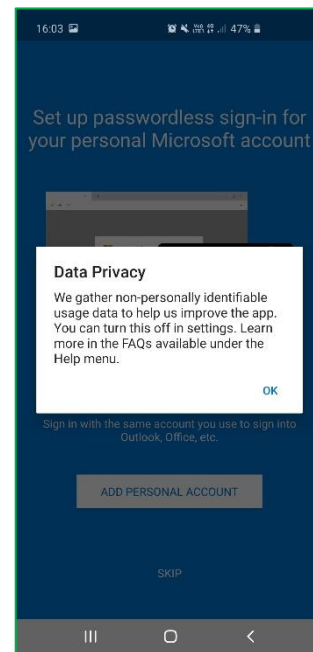 16:03 47%
Set up passwordless sign-in for
your personal Microsoft account
Data Privacy
We gather non-personally identifiable
usage data to help us improve the app.
You can turn this off in settings. Learn
more in the FAQs available under the
Help menu.
OK
Sign in with the same account you use to sign into
Outlook, Office, etc.
ADD PERSONAL ACCOUNT
SKIP